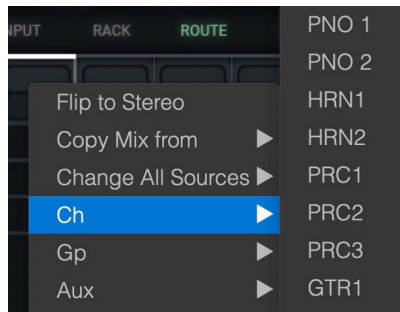 RACK
ROUTE
Flip to Stereo
Copy Mix from
Change All Sources
Ch
Gp
Aux
PNO 1
PNO 2
HRN1
HRN2
PRC1
PRC2
PRC3
GTR1